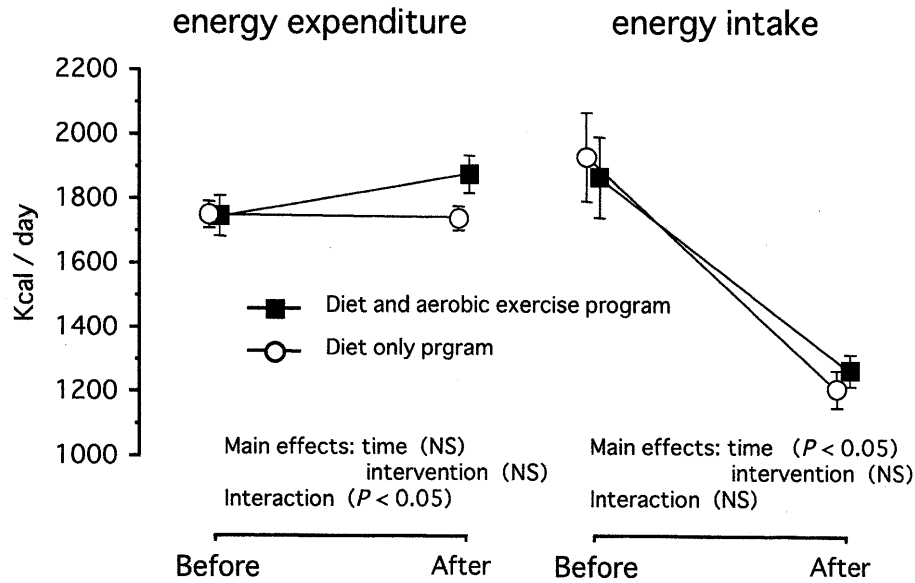 energy expenditure
energy intake
Kcal / day
2200
2000
1800
1600
1400
1200
1000
Diet and aerobic exercise program
Diet only prgram
Main effects: time (NS)
intervention (NS)
Interaction (P < 0.05)
Main effects: time (P < 0.05)
intervention (NS)
Interaction (NS)
Before
After
Before
After